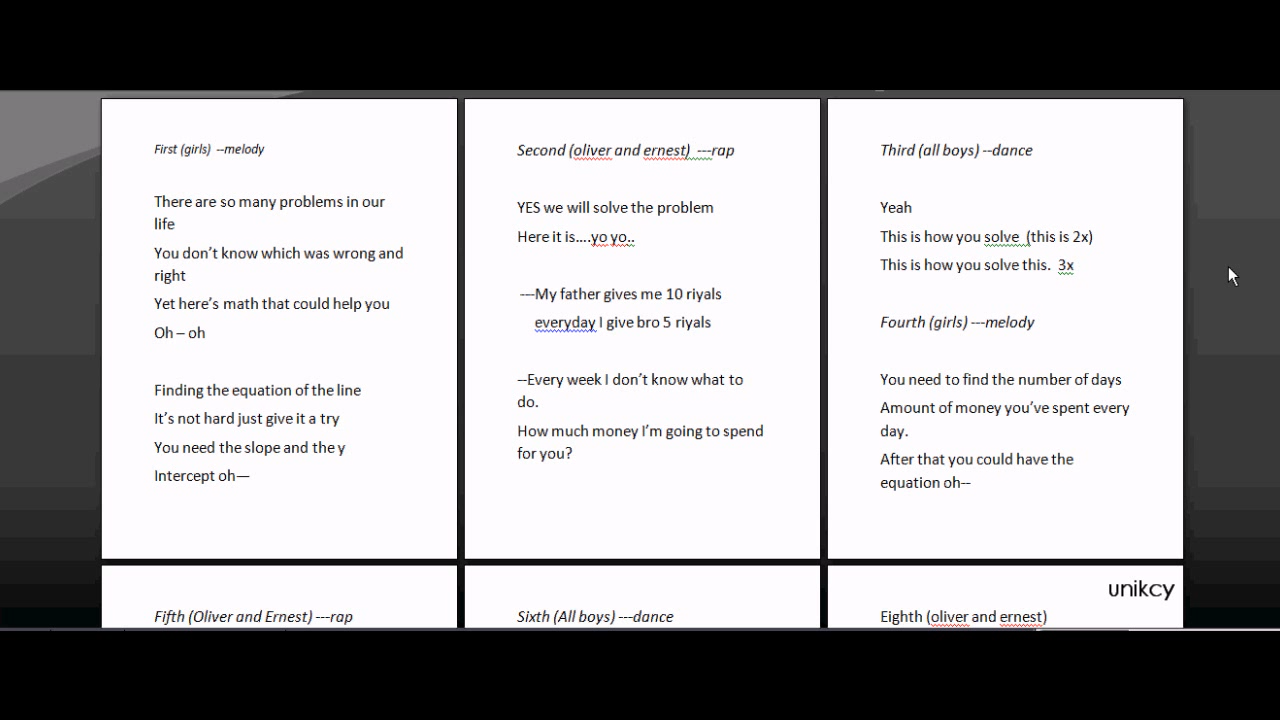 First (girls)  --melody
There are so many problems in our
life
You don't know which was wrong and
right
Yet here's math that could help you
Oh – oh
Finding the equation of the line
It's not hard just give it a try
You need the slope and the y
Intercept oh—
Second (oliver and ernest)  ---rap
YES we will solve the problem
Here it is....yo yo..
---My father gives me 10 riyals
everyday I give bro 5 riyals
--Every week I don't know what to
do.
How much money I'm going to spend
for you?
Third (all boys) --dance
Yeah
This is how you solve  (this is 2x)
This is how you solve this.  3x
Fourth (girls) ---melody
You need to find the number of days
Amount of money you've spent every
day.
After that you could have the
equation oh--
Fifth (Oliver and Ernest) ---rap
Sixth (All boys) ---dance
unikcy
Eighth (oliver and ernest)